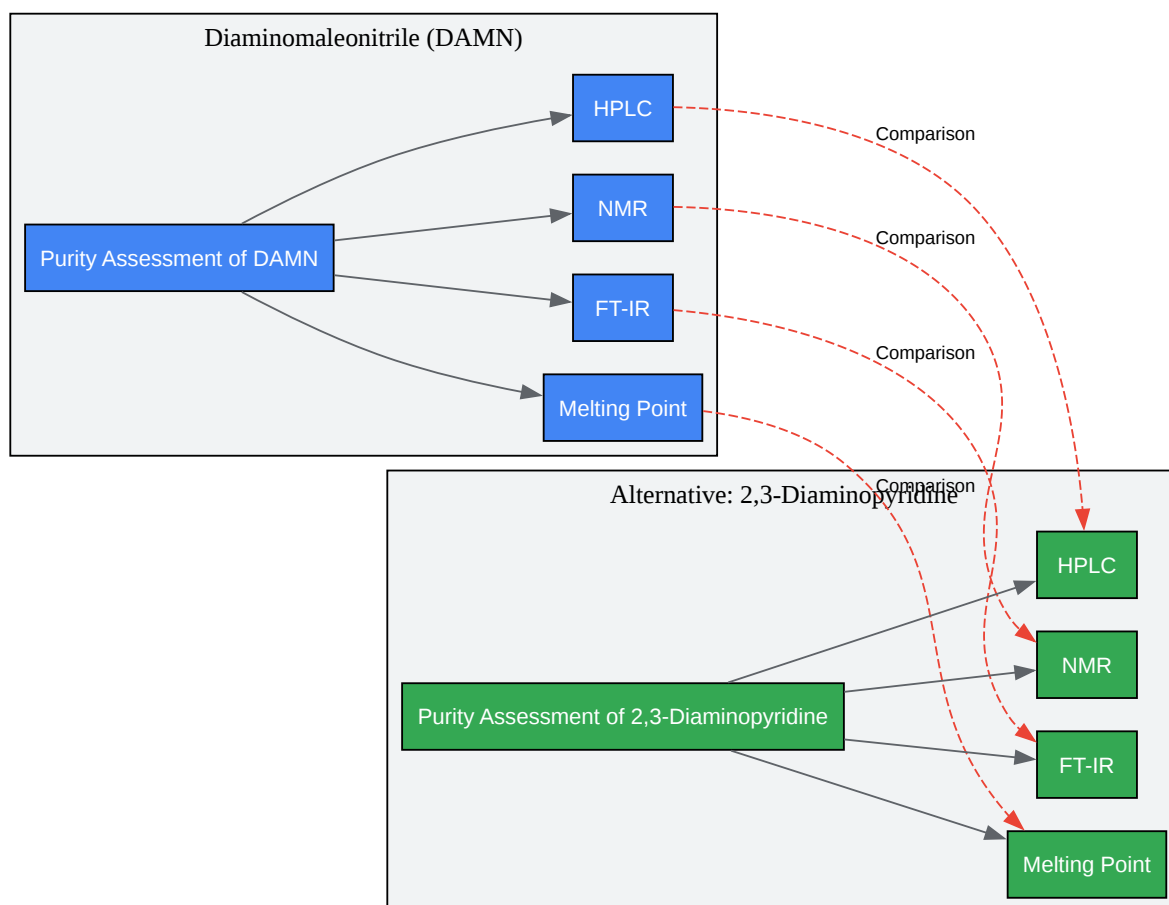 Diaminomaleonitrile (DAMN)
HPLC
Comparison
NMR
Comparison
Purity Assessment of DAMN
FT-IR
Comparison
Melting Point
Comparison
Alternative: 2,3-Diaminopyridine
HPLC
NMR
Purity Assessment of 2,3-Diaminopyridine
FT-IR
Melting Point